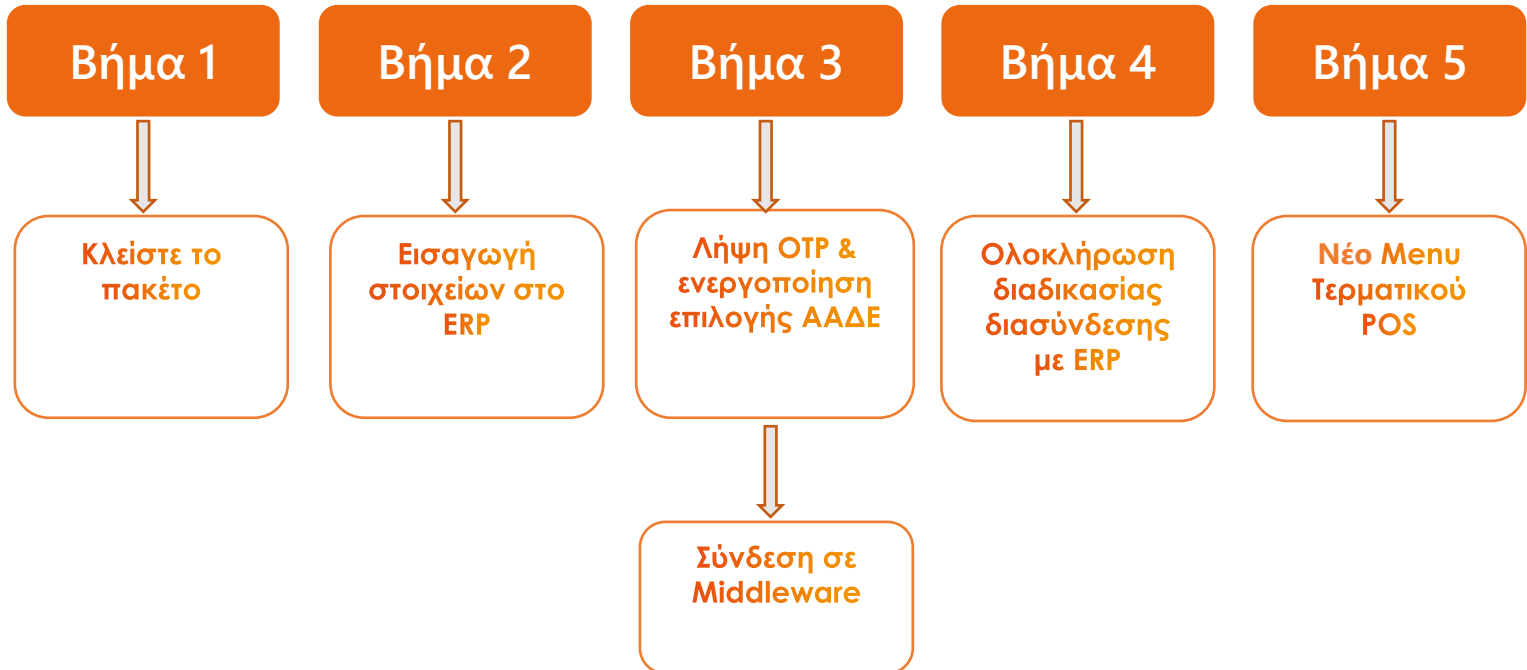 Βήμα 1
Βήμα 2
Βήμα 3
Βήμα 4
Βήμα 5
Κλείστε το
πακέτο
Εισαγωγή
στοιχείων στο
ERP
Λήψη OTP &
ενεργοποίηση
επιλογής ΑΑΔΕ
Ολοκλήρωση
διαδικασίας
διασύνδεσης
με ERP
Νέο Menu
Τερματικού
POS
Σύνδεση σε
Middleware